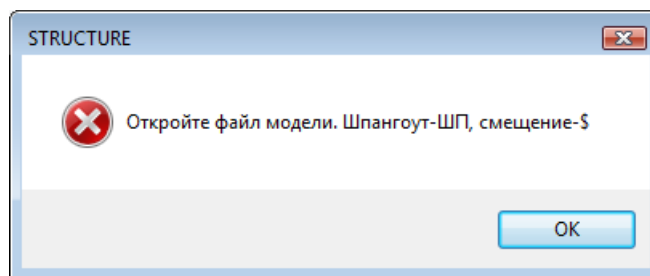 STRUCTURE
Откройте файл модели. Шпангоут-ШП, смещение-$
OK